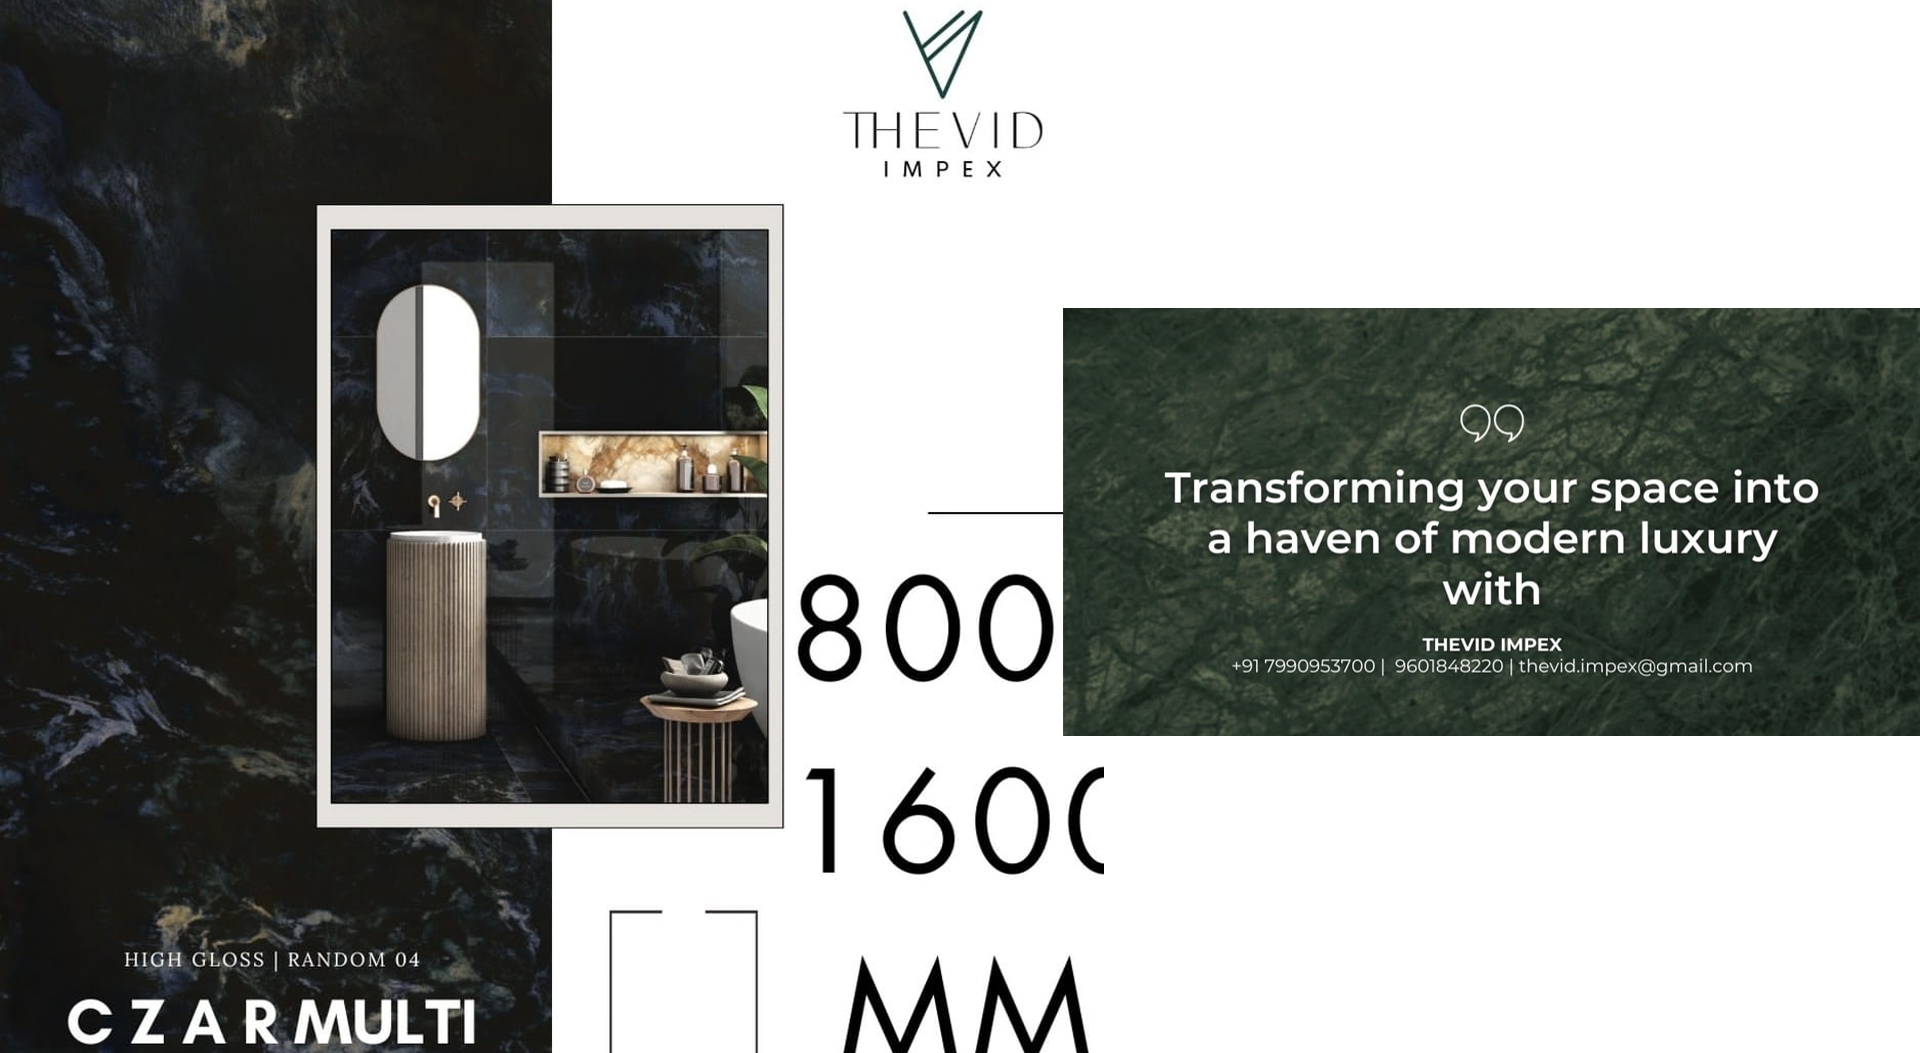 THEVID
IMPEX
800
1600
MM
HIGH GLOSS | RANDOM 04
CZAR MULTI
Transforming your space into
a haven of modern luxury
with
THEVID IMPEX
+91 7990953700 | 9601848220 | thevid.impex@gmail.com